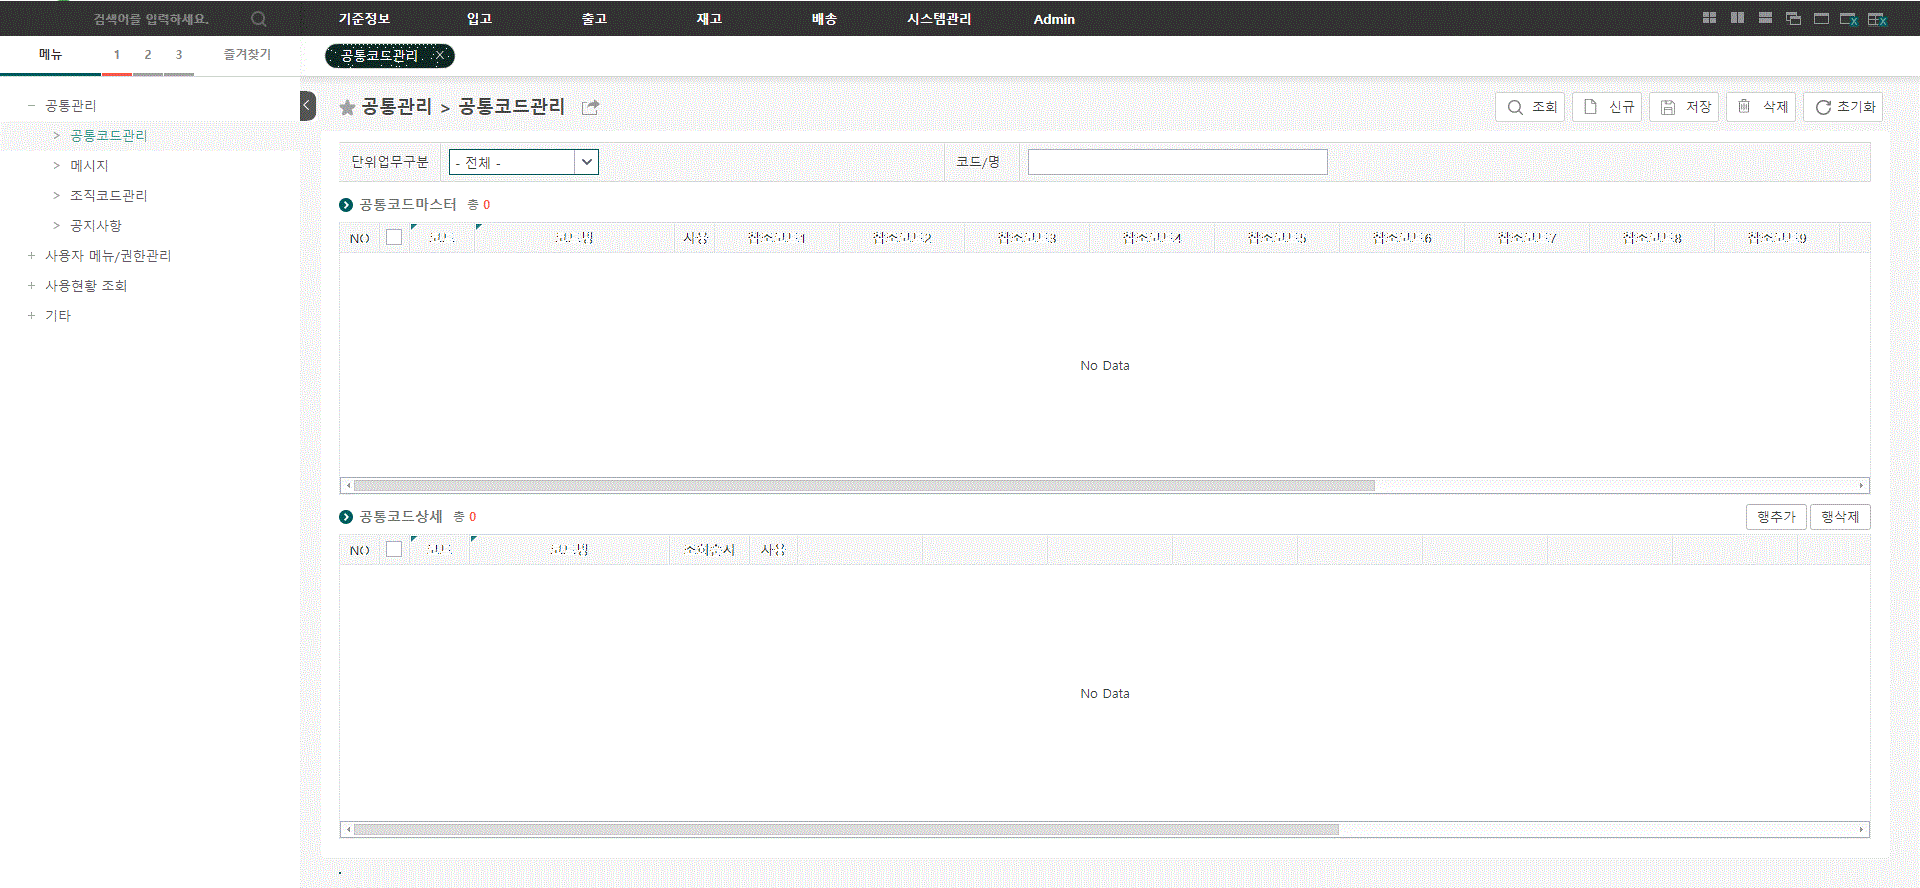 검색어를 입력하세요. 기준정보 입고 출고 재고 배송 시스템관리 Admin
메뉴 1 2 3 즐겨찾기 공통코드관리
공통관리 > 공통코드관리 조회 신규 저장 삭제 초기화
− 공통관리
> 공통코드관리
> 메시지
> 조직코드관리
> 공지사항
+ 사용자 메뉴/권한관리
+ 사용현황 조회
+ 기타
단위업무구분 - 전체 - 코드/명
공통코드마스터 총 0
NO 코드 코드명 사용 참조코드1 참조코드2 참조코드3 참조코드4 참조코드5 참조코드6 참조코드7 참조코드8 참조코드9
No Data
공통코드상세 총 0 행추가 행삭제
NO 코드 코드명 조회순서 사용
No Data